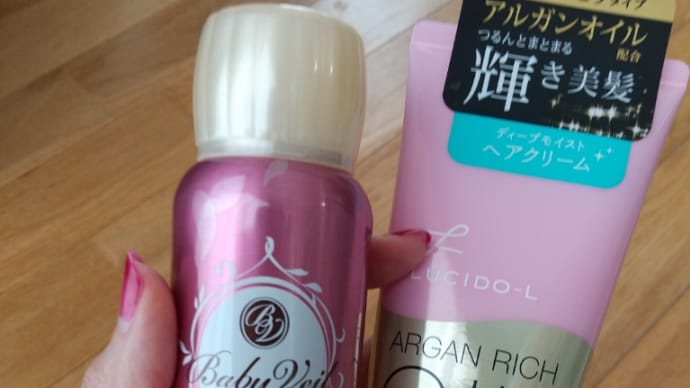 BV
Baby Veil
アルガンオイル
配合
つるんとまとまる
輝き美髪
ディープモイスト
ヘアクリーム
LUCIDO-L
ARGAN RICH